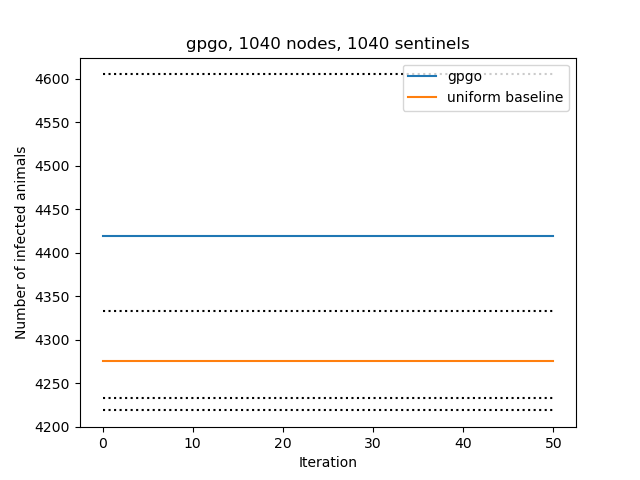 gpgo, 1040 nodes, 1040 sentinels
gpgo
uniform baseline
Number of infected animals
4600
4550
4500
4450
4400
4350
4300
4250
4200
0 10 20 30 40 50
Iteration